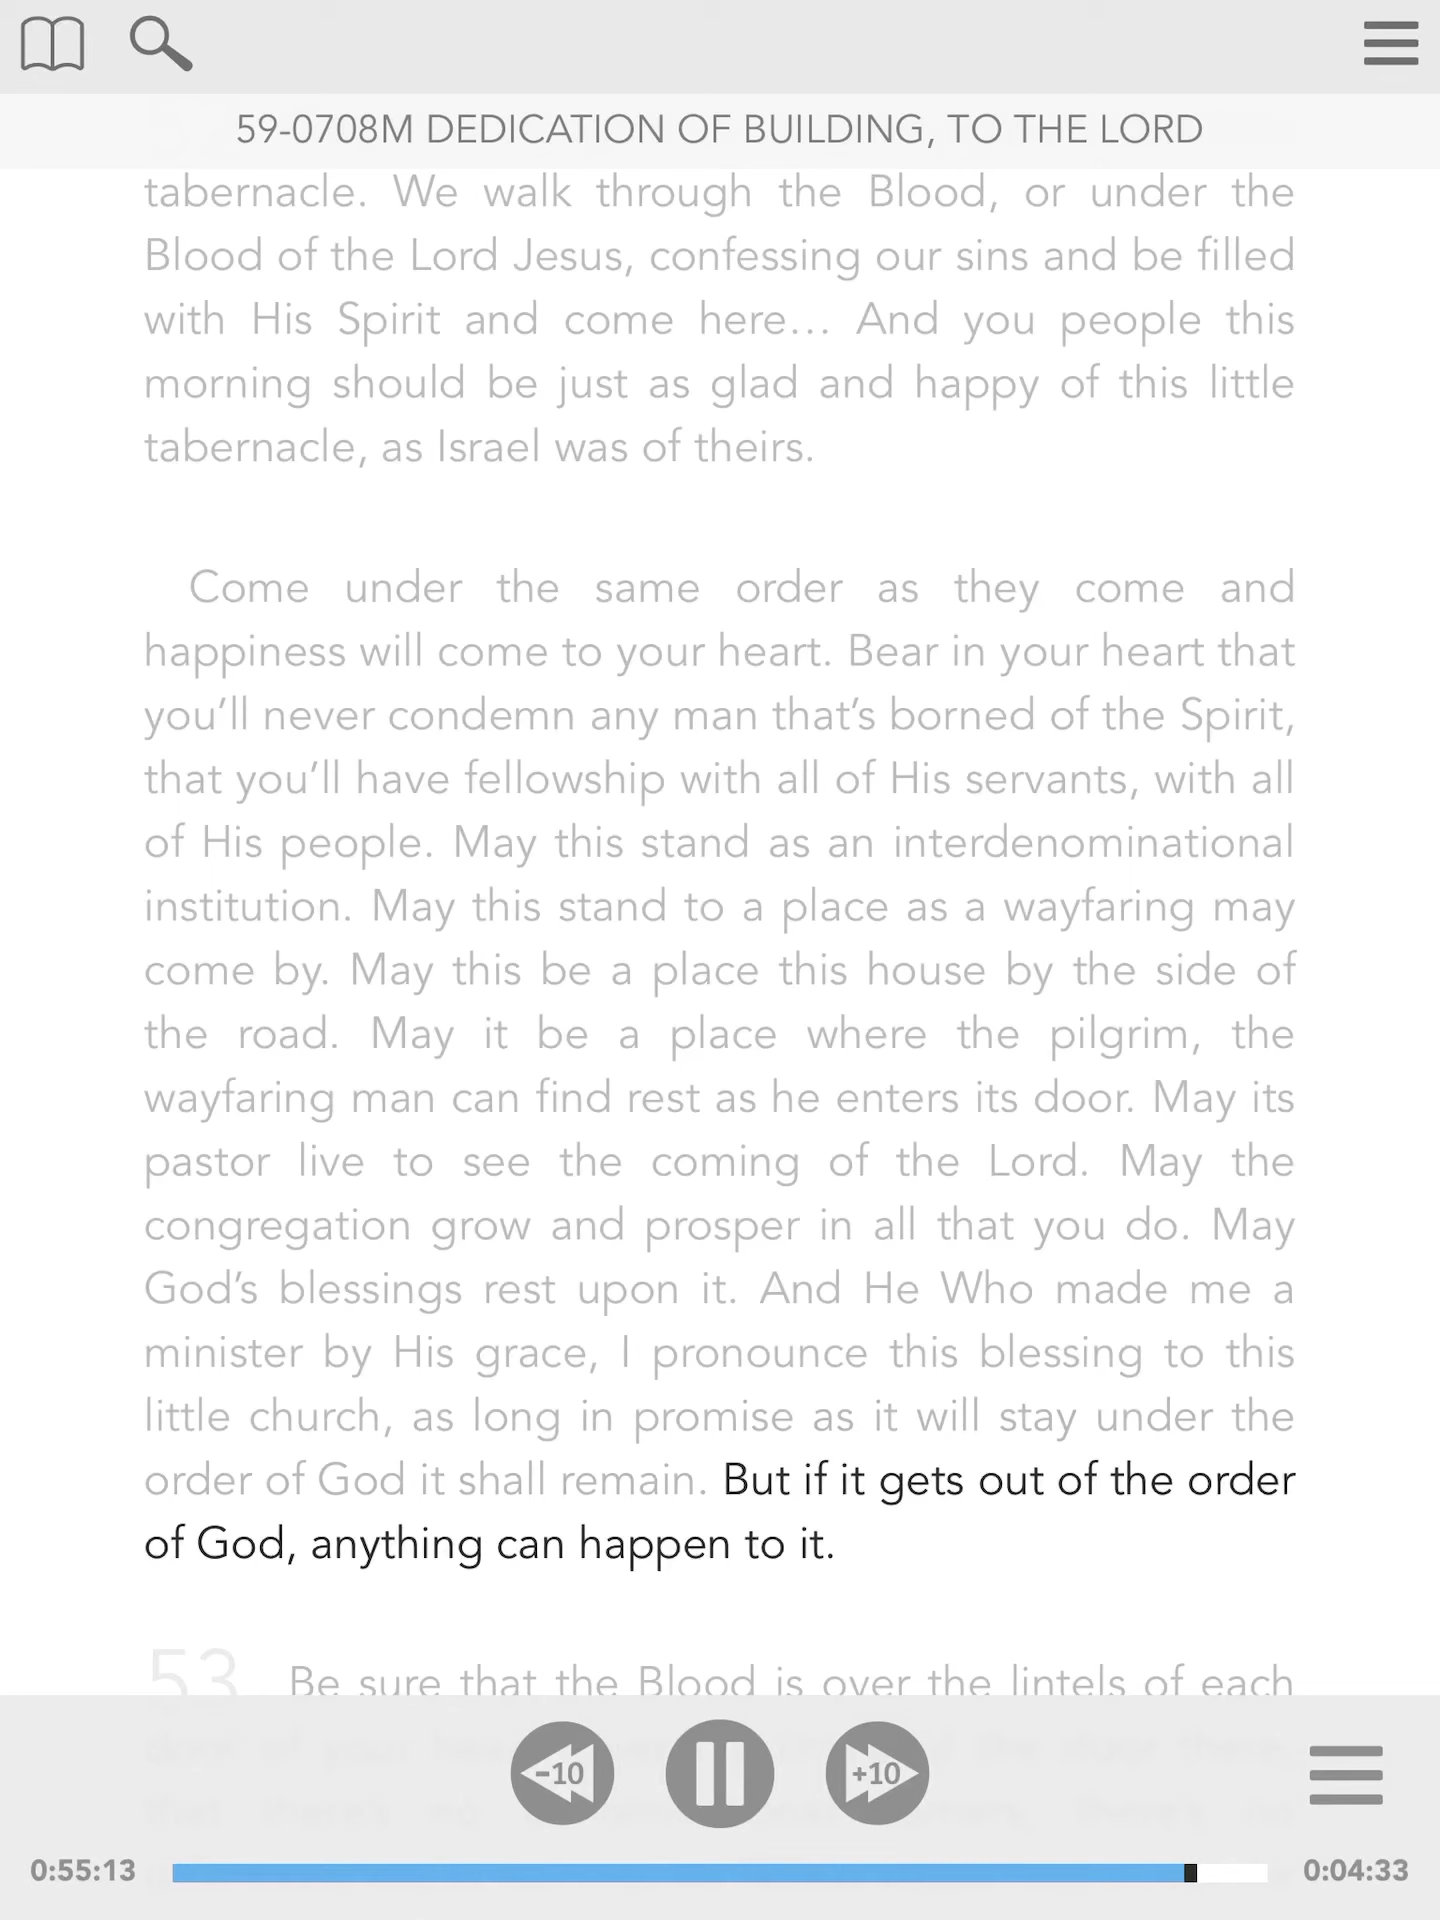 59-0708M DEDICATION OF BUILDING, TO THE LORD
tabernacle. We walk through the Blood, or under the
Blood of the Lord Jesus, confessing our sins and be filled
with His Spirit and come here… And you people this
morning should be just as glad and happy of this little
tabernacle, as Israel was of theirs.
Come under the same order as they come and
happiness will come to your heart. Bear in your heart that
you’ll never condemn any man that’s borned of the Spirit,
that you’ll have fellowship with all of His servants, with all
of His people. May this stand as an interdenominational
institution. May this stand to a place as a wayfaring may
come by. May this be a place this house by the side of
the road. May it be a place where the pilgrim, the
wayfaring man can find rest as he enters its door. May its
pastor live to see the coming of the Lord. May the
congregation grow and prosper in all that you do. May
God’s blessings rest upon it. And He Who made me a
minister by His grace, I pronounce this blessing to this
little church, as long in promise as it will stay under the
order of God it shall remain. But if it gets out of the order
of God, anything can happen to it.
53 Be sure that the Blood is over the lintels of each
-10 +10
0:55:13 0:04:33